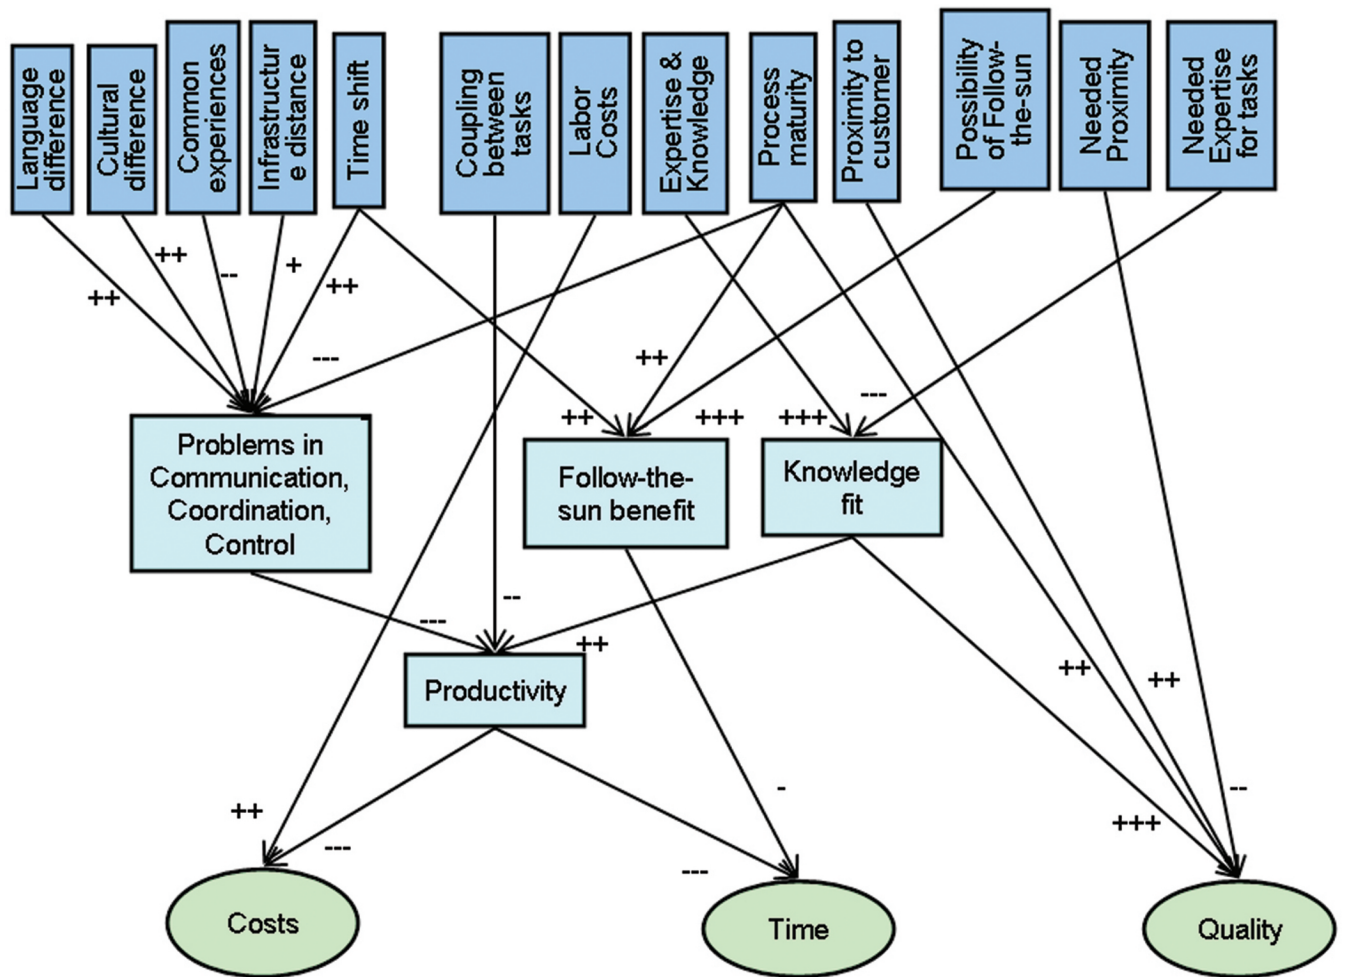 Language
difference
Cultural
difference
Common
experiences
Infrastructur
e distance
Time shift
Coupling
between
tasks
Labor
Costs
Expertise &
Knowledge
Process
maturity
Proximity to
customer
Possibility
of Follow-
the-sun
Needed
Proximity
Needed
Expertise
for tasks
++
++
--
+
++
---
++
++
+++
+++
---
Problems in
Communication,
Coordination,
Control
Follow-the-
sun benefit
Knowledge
fit
---
--
++
Productivity
++
++
++
---
---
-
+++
--
Costs
Time
Quality